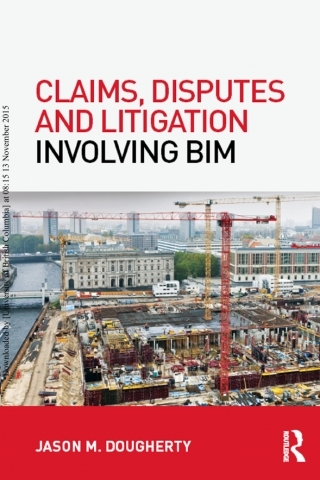 CLAIMS, DISPUTES
AND LITIGATION
INVOLVING BIM
JASON M. DOUGHERTY
R
ROUTLEDGE
Downloaded by [University of British Columbia] at 08:15 13 November 2015